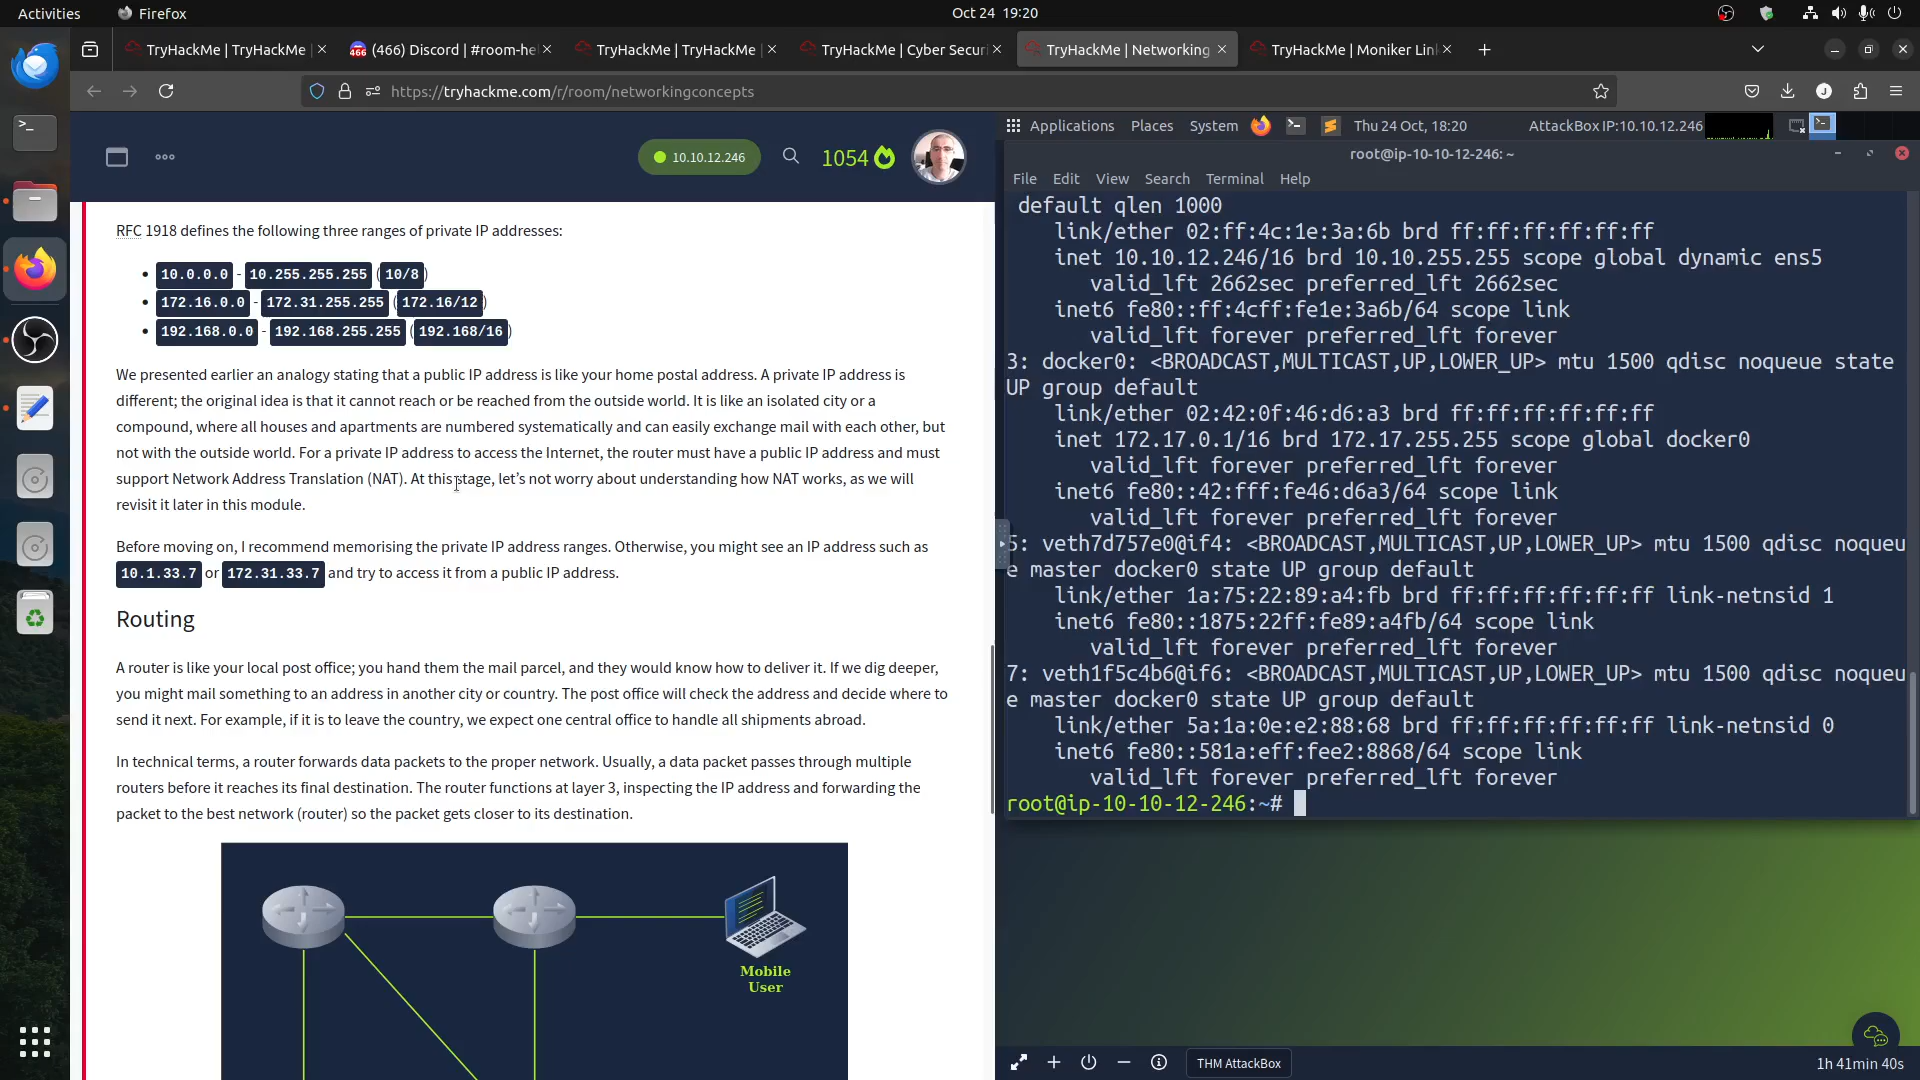 Activities
Firefox
Oct 24 19:20
TryHackMe | TryHackMe
(466) Discord | #room-hel
TryHackMe | TryHackMe
TryHackMe | Cyber Securi
TryHackMe | Networking
TryHackMe | Moniker Link
https://tryhackme.com/r/room/networkingconcepts
10.10.12.246
1054
RFC 1918 defines the following three ranges of private IP addresses:
10.0.0.0 - 10.255.255.255 (10/8)
172.16.0.0 - 172.31.255.255 (172.16/12)
192.168.0.0 - 192.168.255.255 (192.168/16)
We presented earlier an analogy stating that a public IP address is like your home postal address. A private IP address is
different; the original idea is that it cannot reach or be reached from the outside world. It is like an isolated city or a
compound, where all houses and apartments are numbered systematically and can easily exchange mail with each other, but
not with the outside world. For a private IP address to access the Internet, the router must have a public IP address and must
support Network Address Translation (NAT). At this stage, let's not worry about understanding how NAT works, as we will
revisit it later in this module.
Before moving on, I recommend memorising the private IP address ranges. Otherwise, you might see an IP address such as
10.1.33.7 or 172.31.33.7 and try to access it from a public IP address.
Routing
A router is like your local post office; you hand them the mail parcel, and they would know how to deliver it. If we dig deeper,
you might mail something to an address in another city or country. The post office will check the address and decide where to
send it next. For example, if it is to leave the country, we expect one central office to handle all shipments abroad.
In technical terms, a router forwards data packets to the proper network. Usually, a data packet passes through multiple
routers before it reaches its final destination. The router functions at layer 3, inspecting the IP address and forwarding the
packet to the best network (router) so the packet gets closer to its destination.
Mobile
User
Applications Places System Thu 24 Oct, 18:20 AttackBox IP:10.10.12.246
root@ip-10-10-12-246: ~
File Edit View Search Terminal Help
default qlen 1000
link/ether 02:ff:4c:1e:3a:6b brd ff:ff:ff:ff:ff:ff
inet 10.10.12.246/16 brd 10.10.255.255 scope global dynamic ens5
valid_lft 2662sec preferred_lft 2662sec
inet6 fe80::ff:4cff:fe1e:3a6b/64 scope link
valid_lft forever preferred_lft forever
3: docker0: <BROADCAST,MULTICAST,UP,LOWER_UP> mtu 1500 qdisc noqueue state
UP group default
link/ether 02:42:0f:46:d6:a3 brd ff:ff:ff:ff:ff:ff
inet 172.17.0.1/16 brd 172.17.255.255 scope global docker0
valid_lft forever preferred_lft forever
inet6 fe80::42:fff:fe46:d6a3/64 scope link
valid_lft forever preferred_lft forever
5: veth7d757e0@if4: <BROADCAST,MULTICAST,UP,LOWER_UP> mtu 1500 qdisc noqueu
e master docker0 state UP group default
link/ether 1a:75:22:89:a4:fb brd ff:ff:ff:ff:ff:ff link-netnsid 1
inet6 fe80::1875:22ff:fe89:a4fb/64 scope link
valid_lft forever preferred_lft forever
7: veth1f5c4b6@if6: <BROADCAST,MULTICAST,UP,LOWER_UP> mtu 1500 qdisc noqueu
e master docker0 state UP group default
link/ether 5a:1a:0e:e2:88:68 brd ff:ff:ff:ff:ff:ff link-netnsid 0
inet6 fe80::581a:eff:fee2:8868/64 scope link
valid_lft forever preferred_lft forever
root@ip-10-10-12-246:~#
THM AttackBox
1h 41min 40s